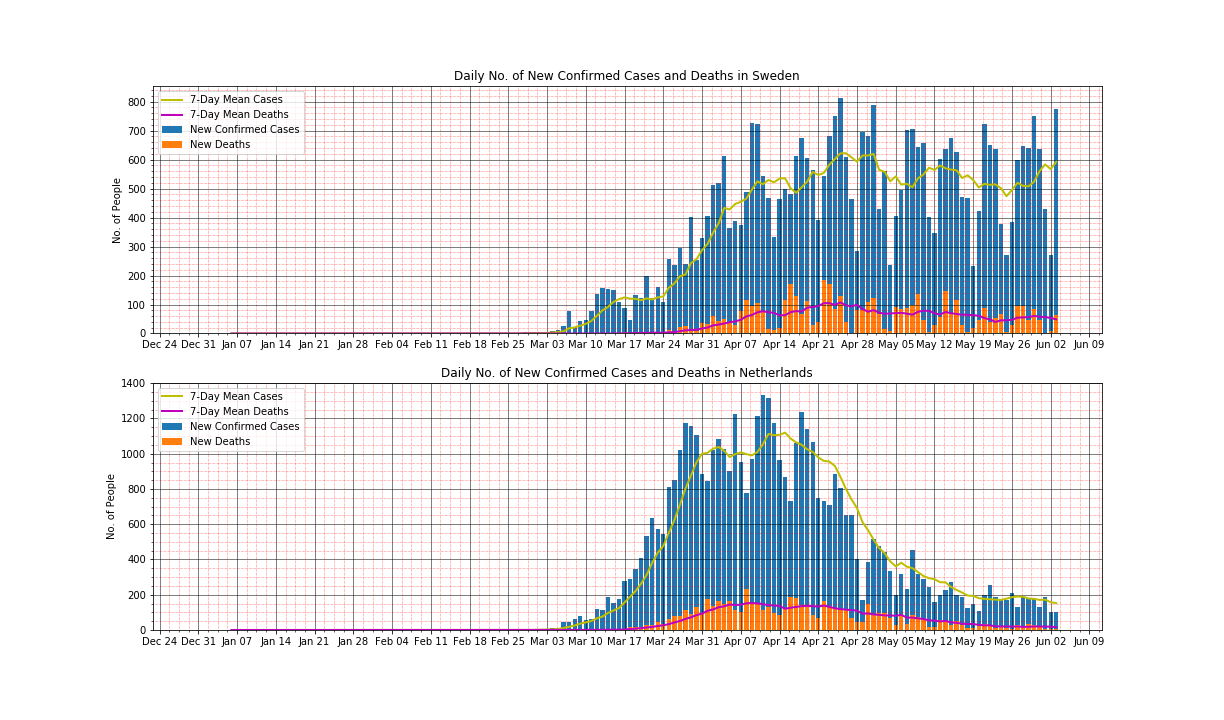 Daily No. of New Confirmed Cases and Deaths in Sweden
7-Day Mean Cases
7-Day Mean Deaths
New Confirmed Cases
New Deaths
No. of People
800
700
600
500
400
300
200
100
0
Dec 24 Dec 31 Jan 07 Jan 14 Jan 21 Jan 28 Feb 04 Feb 11 Feb 18 Feb 25 Mar 03 Mar 10 Mar 17 Mar 24 Mar 31 Apr 07 Apr 14 Apr 21 Apr 28 May 05 May 12 May 19 May 26 Jun 02 Jun 09
Daily No. of New Confirmed Cases and Deaths in Netherlands
7-Day Mean Cases
7-Day Mean Deaths
New Confirmed Cases
New Deaths
No. of People
1400
1200
1000
800
600
400
200
0
Dec 24 Dec 31 Jan 07 Jan 14 Jan 21 Jan 28 Feb 04 Feb 11 Feb 18 Feb 25 Mar 03 Mar 10 Mar 17 Mar 24 Mar 31 Apr 07 Apr 14 Apr 21 Apr 28 May 05 May 12 May 19 May 26 Jun 02 Jun 09